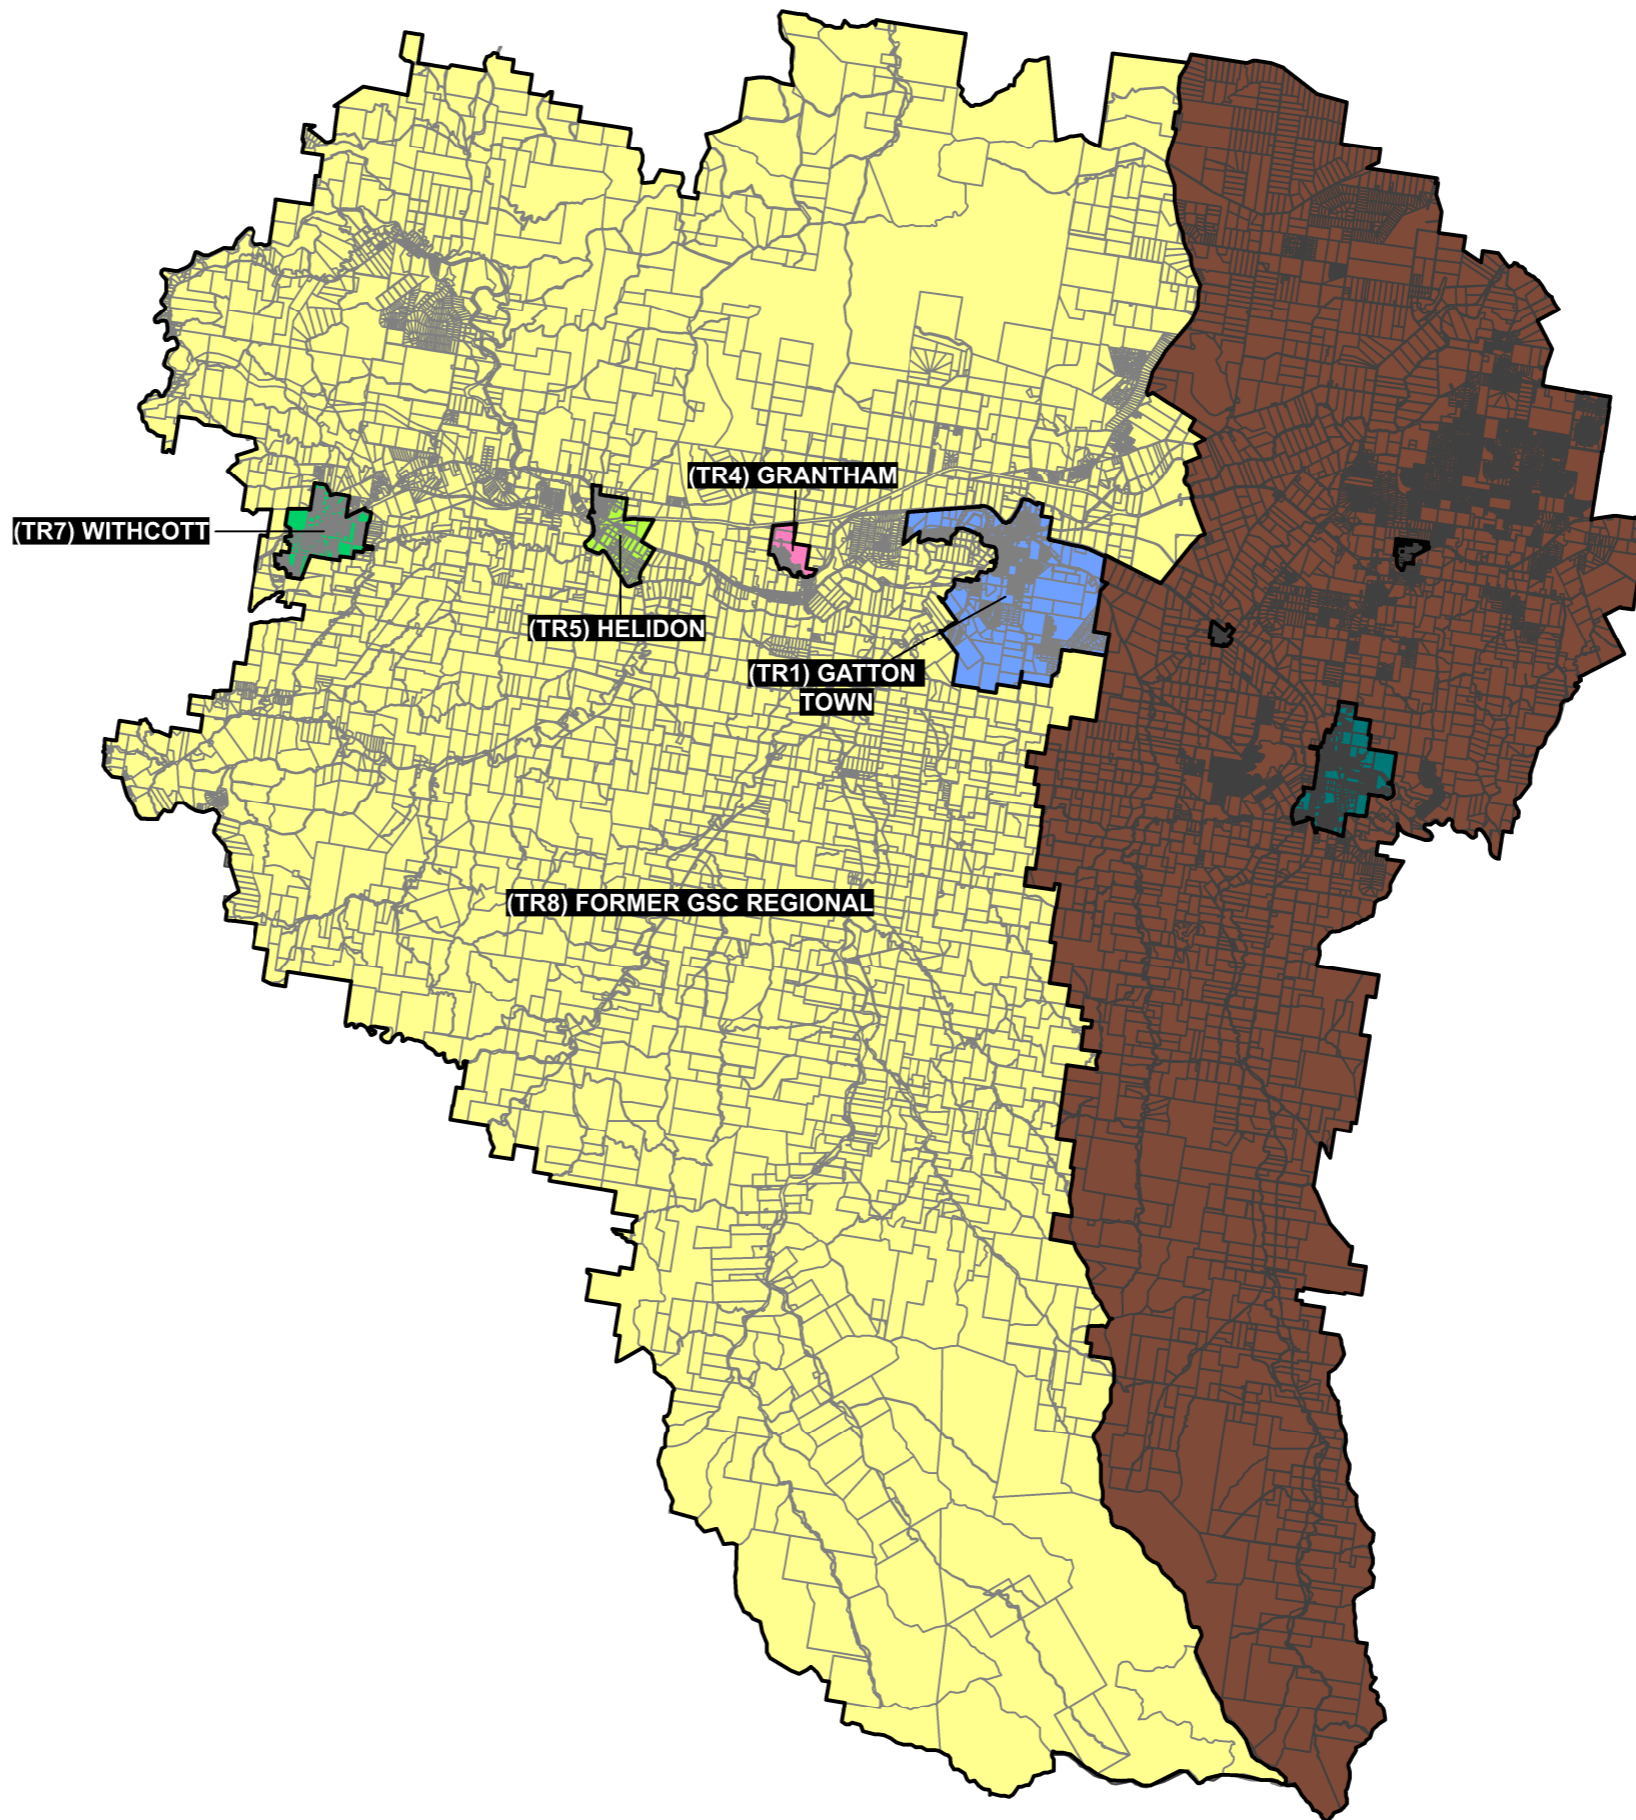 (TR4) GRANTHAM
(TR7) WITHCOTT
(TR5) HELIDON
(TR1) GATTON
TOWN
(TR8) FORMER GSC REGIONAL